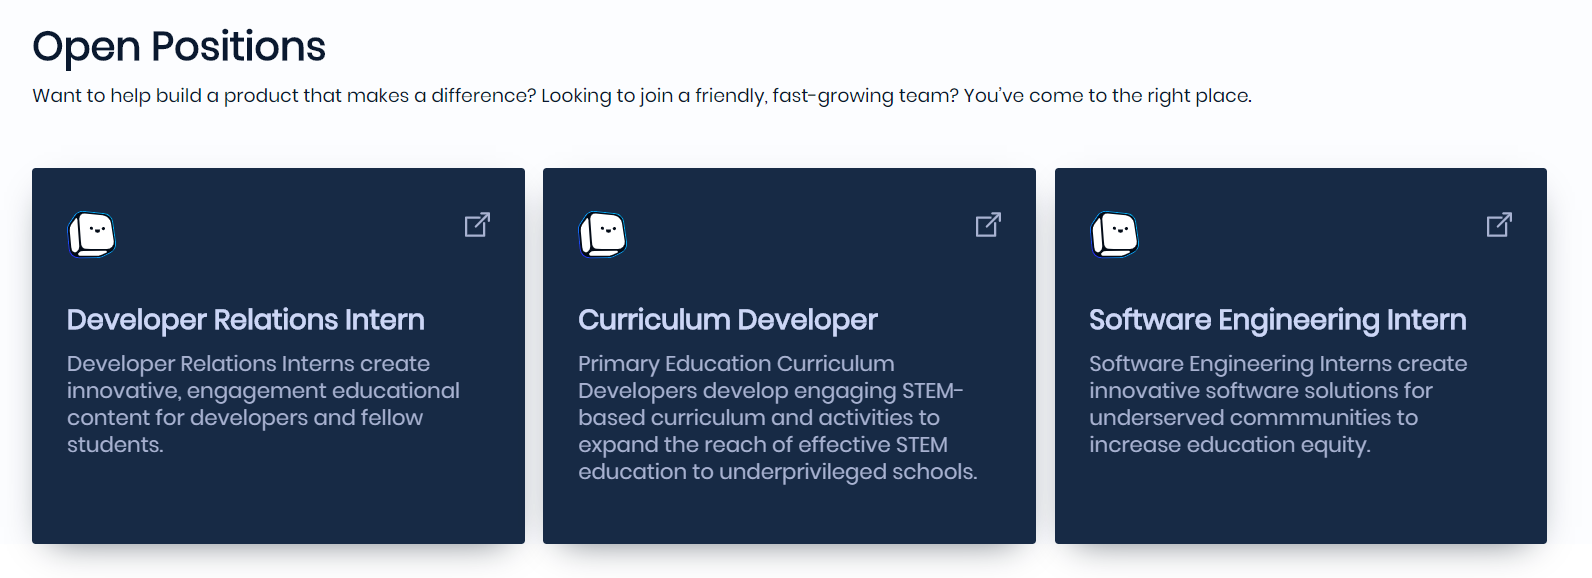 Open Positions
Want to help build a product that makes a difference? Looking to join a friendly, fast-growing team? You've come to the right place.
Developer Relations Intern
Developer Relations Interns create
innovative, engagement educational
content for developers and fellow
students.
Curriculum Developer
Primary Education Curriculum
Developers develop engaging STEM-
based curriculum and activities to
expand the reach of effective STEM
education to underprivileged schools.
Software Engineering Intern
Software Engineering Interns create
innovative software solutions for
underserved commmunities to
increase education equity.